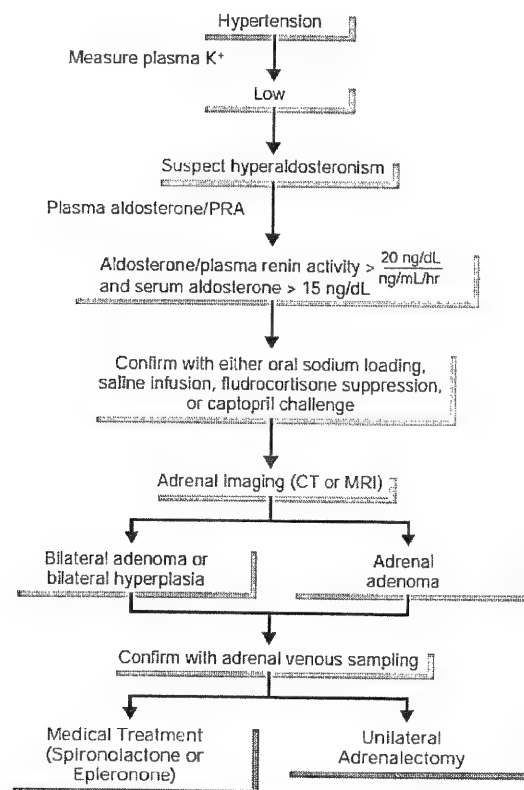 Hypertension
Measure plasma K⁺
Low
Suspect hyperaldosteronism
Plasma aldosterone/PRA
Aldosterone/plasma renin activity > 20 ng/dL
ng/mL/hr
and serum aldosterone > 15 ng/dL
Confirm with either oral sodium loading,
saline infusion, fludrocortisone suppression,
or captopril challenge
Adrenal imaging (CT or MRI)
Bilateral adenoma or
bilateral hyperplasia
Adrenal
adenoma
Confirm with adrenal venous sampling
Medical Treatment
(Spironolactone or
Epleronone)
Unilateral
Adrenalectomy